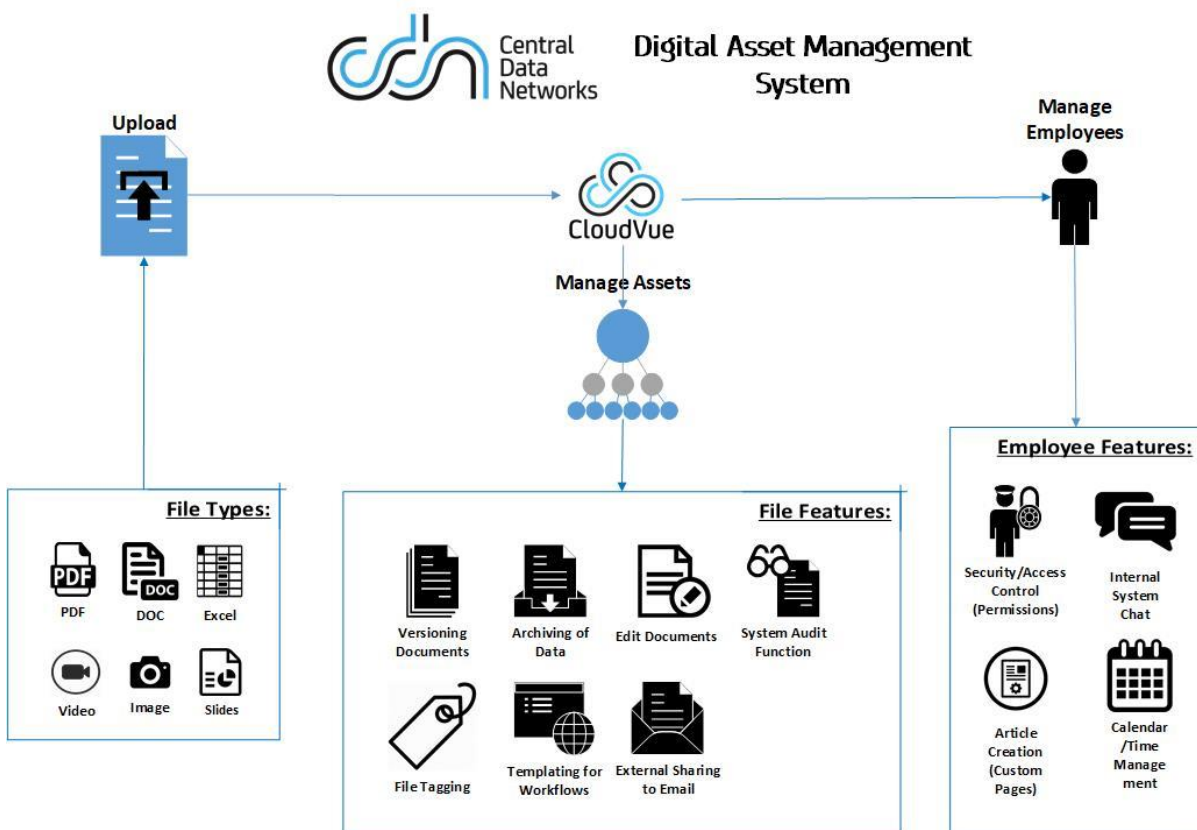 cdn
Central
Data
Networks
Digital Asset Management
System
Upload
CloudVue
Manage
Employees
Manage Assets
File Types:
PDF
DOC
PDF
DOC
Excel
Video
Image
Slides
File Features:
Versioning
Documents
Archiving of
Data
Edit Documents
System Audit
Function
File Tagging
Templating for
Workflows
External Sharing
to Email
Employee Features:
Security/Access
Control
(Permissions)
Internal
System
Chat
Article
Creation
(Custom
Pages)
Calendar
/Time
Manage
ment